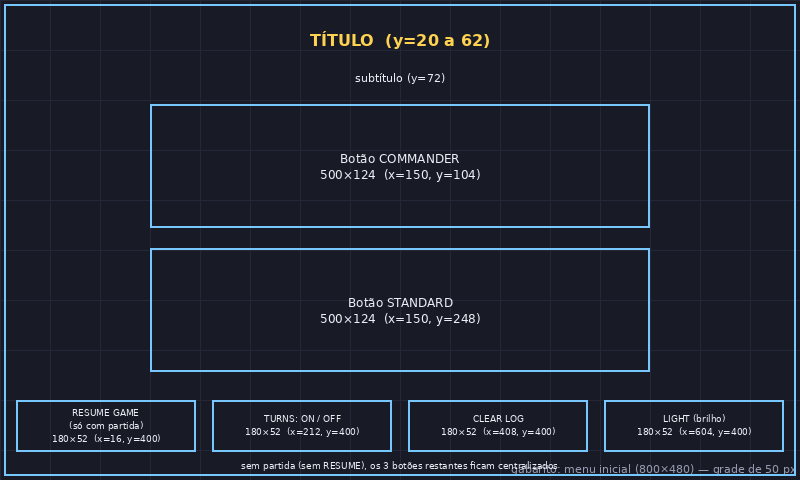 TÍTULO (y=20 a 62)
subtítulo (y=72)
Botão COMMANDER
500×124 (x=150, y=104)
Botão STANDARD
500×124 (x=150, y=248)
RESUME GAME
(só com partida)
180×52 (x=16, y=400)
TURNS: ON / OFF
180×52 (x=212, y=400)
CLEAR LOG
180×52 (x=408, y=400)
LIGHT (brilho)
180×52 (x=604, y=400)
sem partida (sem RESUME), os 3 botões restantes ficam centralizados
gabarito: menu inicial (800×480) — grade de 50 px